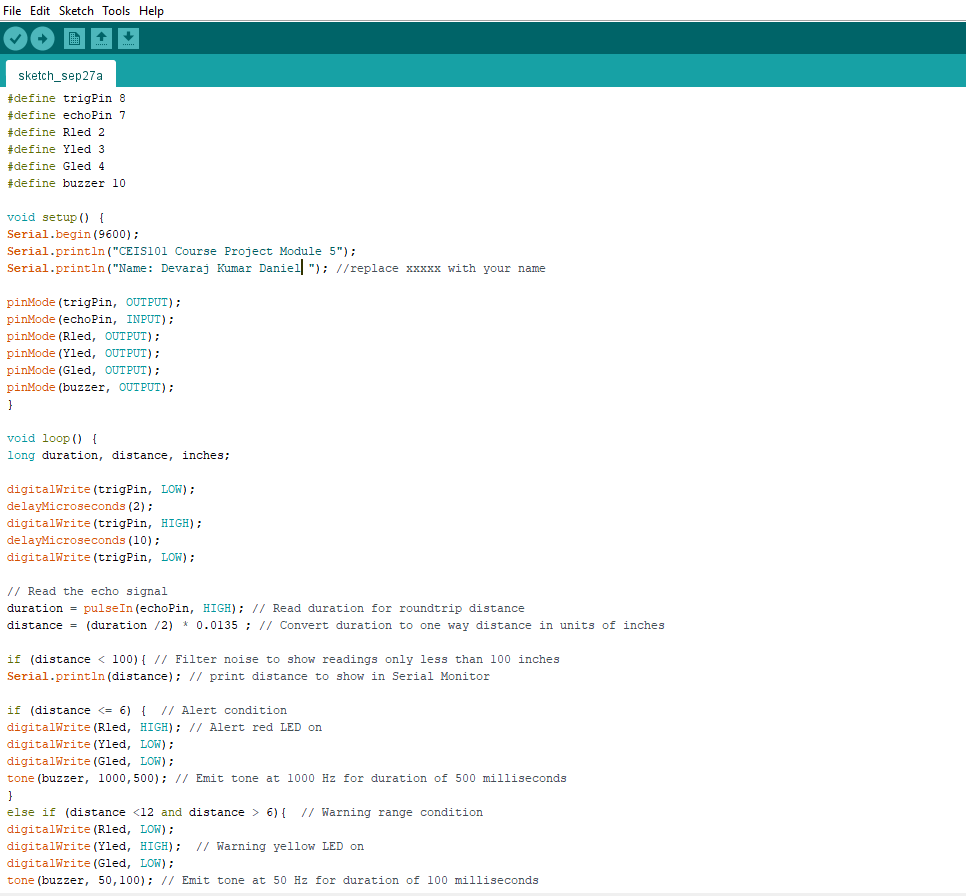 File Edit Sketch Tools Help
sketch_sep27a
#define trigPin 8
#define echoPin 7
#define Rled 2
#define Yled 3
#define Gled 4
#define buzzer 10
void setup() {
Serial.begin(9600);
Serial.println("CEIS101 Course Project Module 5");
Serial.println("Name: Devaraj Kumar Daniel "); //replace xxxxx with your name
pinMode(trigPin, OUTPUT);
pinMode(echoPin, INPUT);
pinMode(Rled, OUTPUT);
pinMode(Yled, OUTPUT);
pinMode(Gled, OUTPUT);
pinMode(buzzer, OUTPUT);
}
void loop() {
long duration, distance, inches;
digitalWrite(trigPin, LOW);
delayMicroseconds(2);
digitalWrite(trigPin, HIGH);
delayMicroseconds(10);
digitalWrite(trigPin, LOW);
// Read the echo signal
duration = pulseIn(echoPin, HIGH); // Read duration for roundtrip distance
distance = (duration /2) * 0.0135 ; // Convert duration to one way distance in units of inches
if (distance < 100){ // Filter noise to show readings only less than 100 inches
Serial.println(distance); // print distance to show in Serial Monitor
if (distance <= 6) {  // Alert condition
digitalWrite(Rled, HIGH); // Alert red LED on
digitalWrite(Yled, LOW);
digitalWrite(Gled, LOW);
tone(buzzer, 1000,500); // Emit tone at 1000 Hz for duration of 500 milliseconds
}
else if (distance <12 and distance > 6){  // Warning range condition
digitalWrite(Rled, LOW);
digitalWrite(Yled, HIGH);  // Warning yellow LED on
digitalWrite(Gled, LOW);
tone(buzzer, 50,100); // Emit tone at 50 Hz for duration of 100 milliseconds